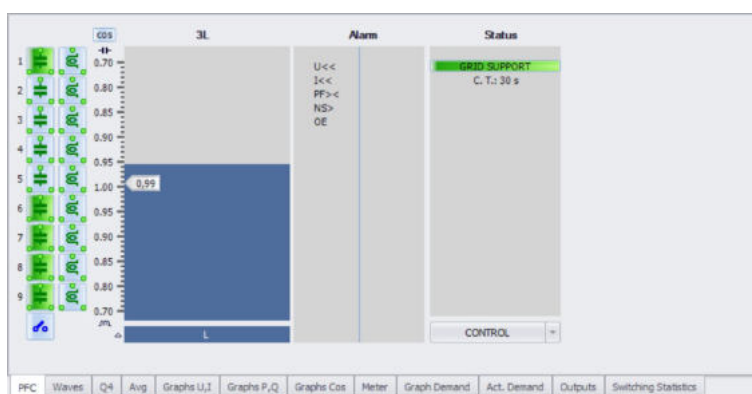 cos 3L Alarm Status
1 0.70 U<< GRID SUPPORT
I<< C. T.: 30 s
2 0.80 PF><
3 0.85 NS>
OE
4 0.90
5 0.95
1.00 0,99
6 0.95
7 0.90
8 0.85
9 0.80
0.70
L CONTROL
PFC Waves Q4 Avg Graphs U,I Graphs P,Q Graphs Cos Meter Graph Demand Act. Demand Outputs Switching Statistics